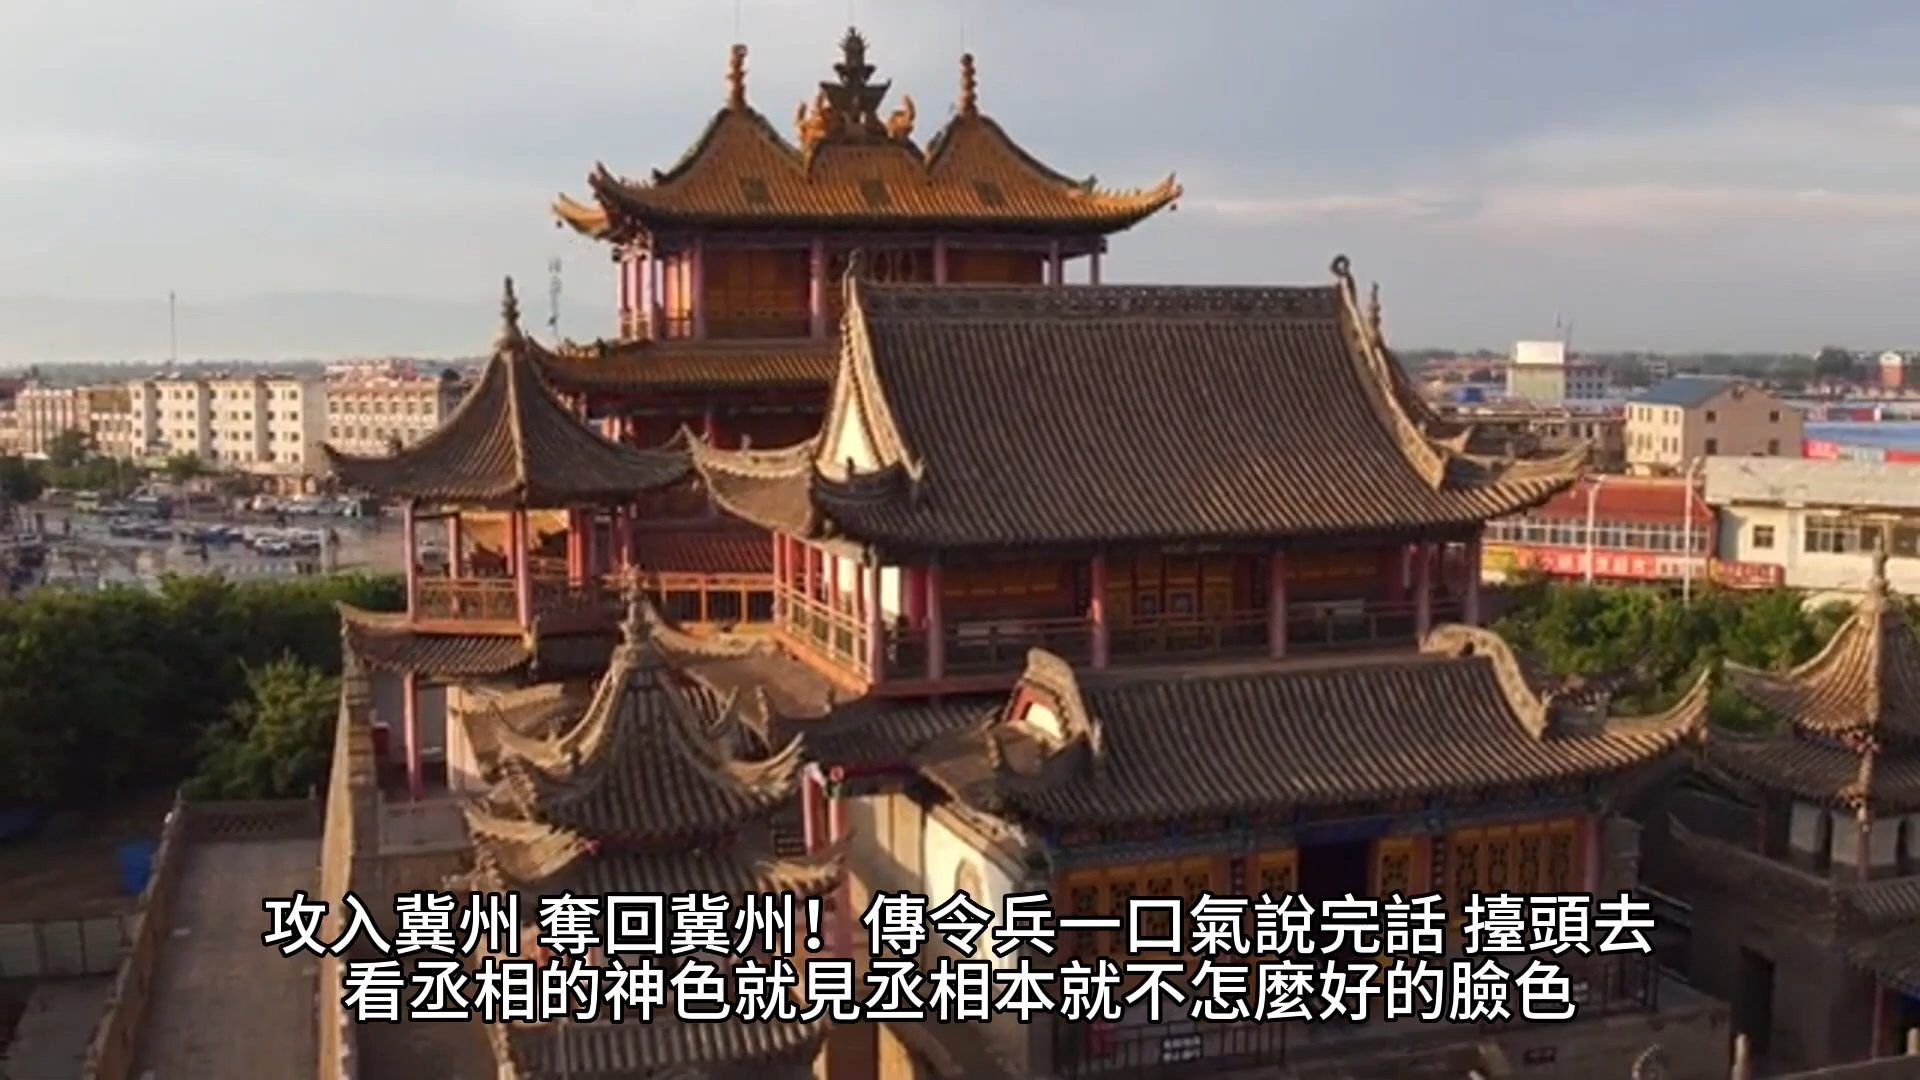 攻入冀州 奪回冀州！傳令兵一口氣說完話 擡頭去
看丞相的神色就見丞相本就不怎麼好的臉色